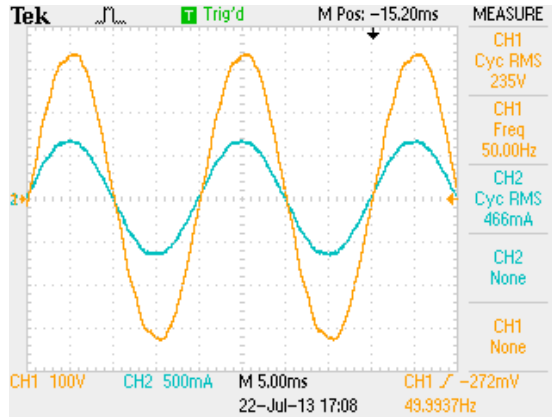 Tek
T Trig'd
M Pos: -15.20ms
MEASURE
CH1
Cyc RMS
235V
CH1
Freq
50.00Hz
CH2
Cyc RMS
466mA
CH2
None
CH1
None
2
CH1 100V
CH2 500mA
M 5.00ms
CH1 -272mV
22-Jul-13 17:08
49.9937Hz